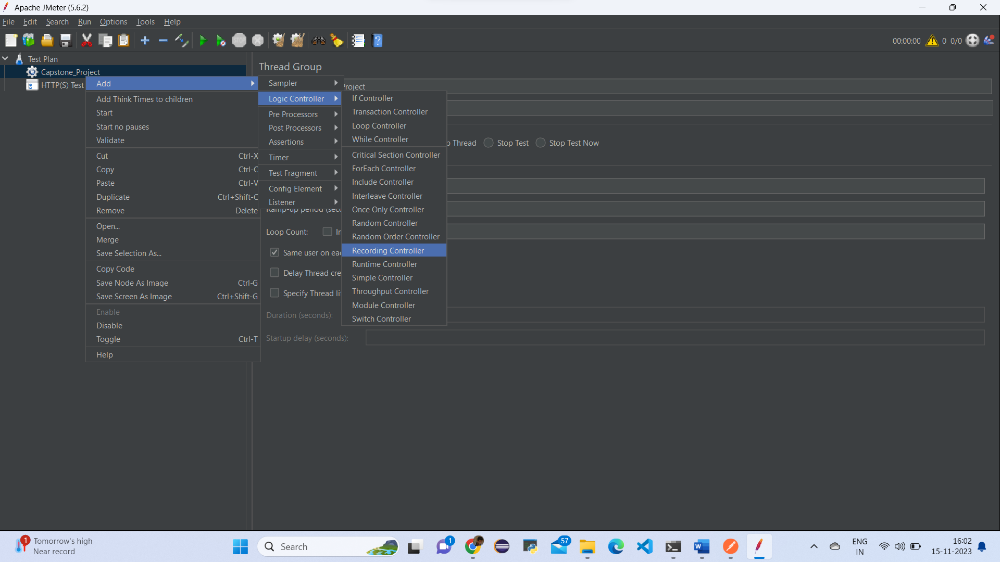 Apache JMeter (5.6.2)
File Edit Search Run Options Tools Help
00:00:00 0 0/0
Test Plan
Capstone_Project
HTTP(S) Test
Add
Add Think Times to children
Start
Start no pauses
Validate
Cut Ctrl-X
Copy Ctrl-C
Paste Ctrl-V
Duplicate Ctrl+Shift-C
Remove Delete
Open...
Merge
Save Selection As...
Copy Code
Save Node As Image Ctrl-G
Save Screen As Image Ctrl+Shift-G
Enable
Disable
Toggle Ctrl-T
Help
Sampler
Logic Controller
Pre Processors
Post Processors
Assertions
Timer
Test Fragment
Config Element
Listener
If Controller
Transaction Controller
Loop Controller
While Controller
Critical Section Controller
ForEach Controller
Include Controller
Interleave Controller
Once Only Controller
Random Controller
Random Order Controller
Recording Controller
Runtime Controller
Simple Controller
Throughput Controller
Module Controller
Switch Controller
Thread Group
Project
Thread Stop Test Stop Test Now
Ramp-up period (sec
Loop Count: In
Same user on eac
Delay Thread cre
Specify Thread li
Duration (seconds):
Startup delay (seconds):
1 Tomorrow's high
Near record
Search
1
57
ENG
IN
16:02
15-11-2023